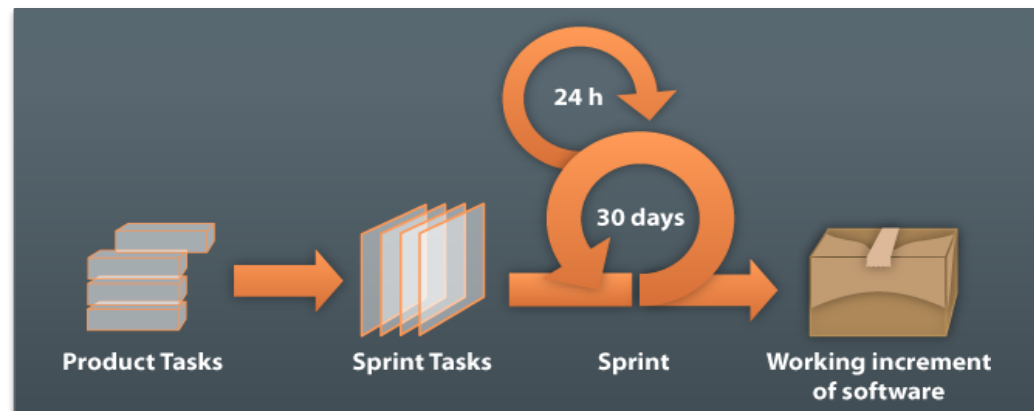 24 h
30 days
Product Tasks
Sprint Tasks
Sprint
Working increment
of software